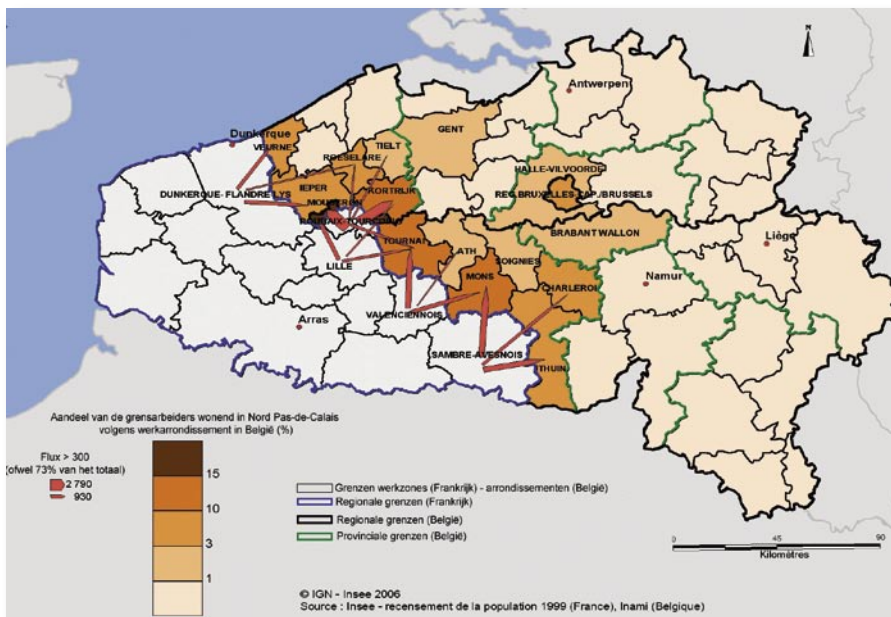 N
Antwerpen
Dunkerque
VEURNE
GENT
TIELT
ROESELARE
HALLE-VILVOORDE
DUNKERQUE- FLANDRE LYS
IEPER
KORTRIJK
REG.BRUXELLES-CAP./BRUSSELS
MOUSCRON
ROUBAIX-TOURCOING
BRABANT WALLON
TOURNAI
ATH
SOIGNIES
Liège
LILLE
MONS
CHARLEROI
Namur
VALENCIENNOIS
Arras
SAMBRE-AVESNOIS
THUIN
Aandeel van de grensarbeiders wonend in Nord Pas-de-Calais
volgens werkarrondissement in België (%)
Flux > 300
(ofwel 73% van het totaal)
2 790
930
15
10
3
1
Grenzen werkzones (Frankrijk) - arrondissementen (België)
Regionale grenzen (Frankrijk)
Regionale grenzen (België)
Provinciale grenzen (België)
0 45 90
Kilomètres
© IGN - Insee 2006
Source : Insee - recensement de la population 1999 (France), Inami (Belgique)